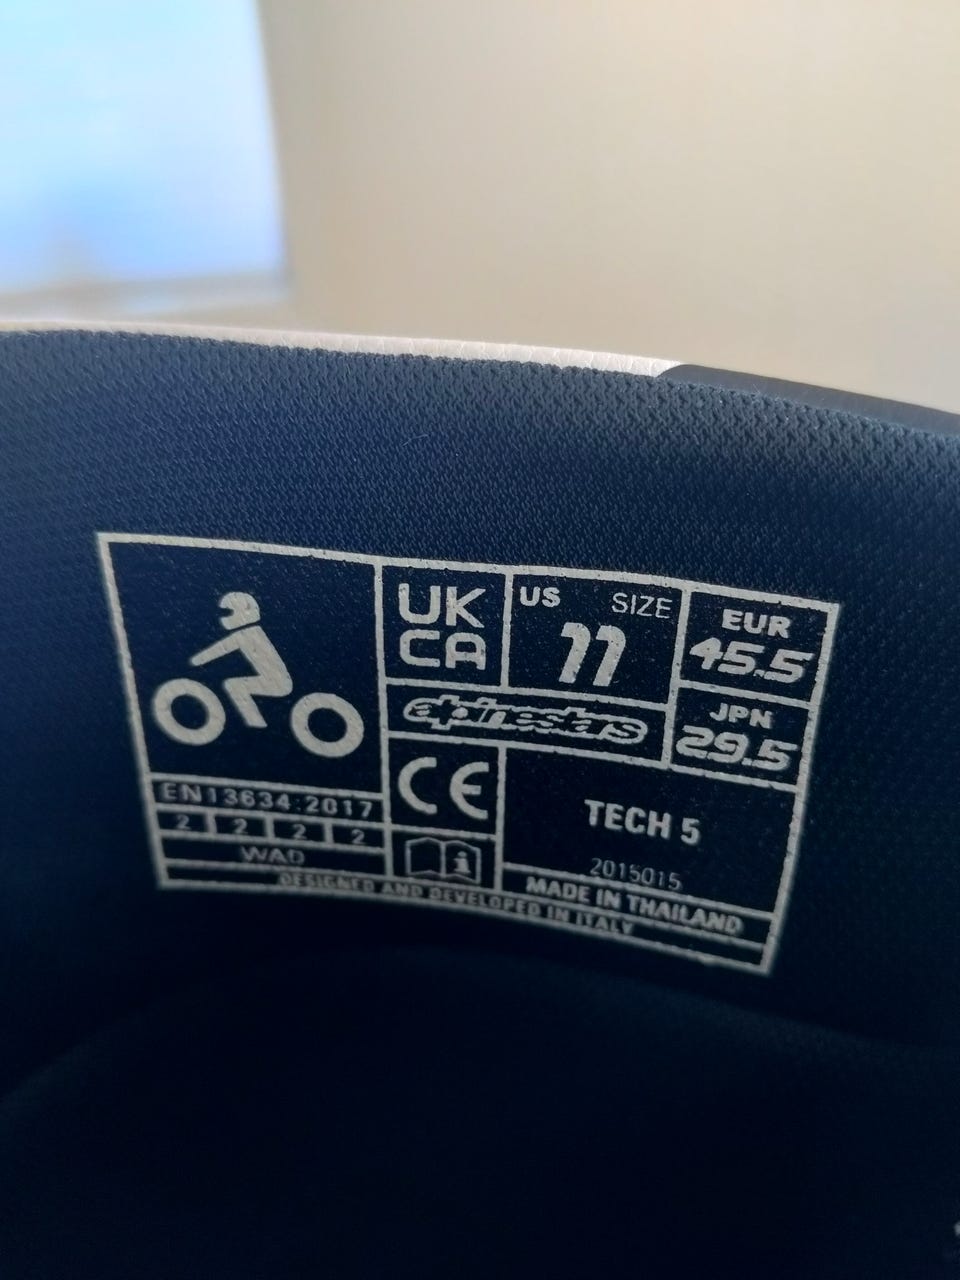 UK
CA
US SIZE
11
EUR
45.5
alpinestars
JPN
29.5
EN13634:2017
2 2 2 2
WAD
CE
i
TECH 5
2015015
MADE IN THAILAND
DESIGNED AND DEVELOPED IN ITALY